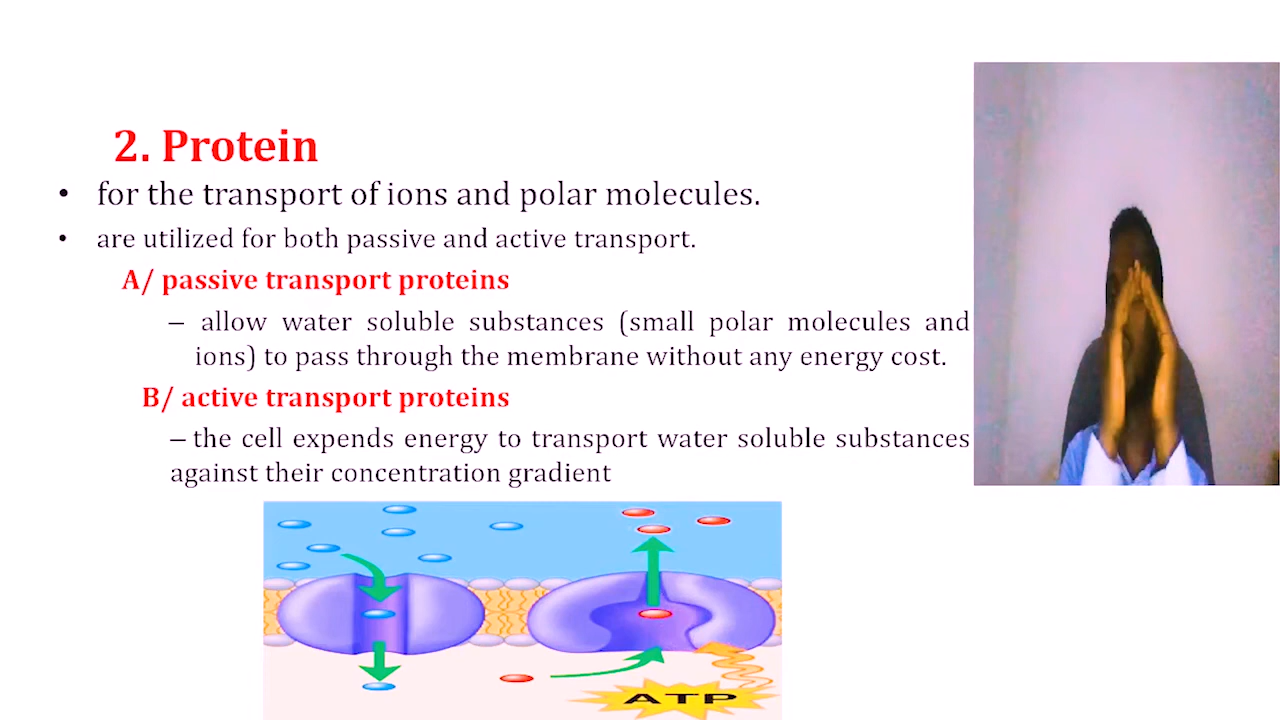 2. Protein
• for the transport of ions and polar molecules.
• are utilized for both passive and active transport.
A/ passive transport proteins
– allow water soluble substances (small polar molecules and
ions) to pass through the membrane without any energy cost.
B/ active transport proteins
– the cell expends energy to transport water soluble substances
against their concentration gradient
ATP